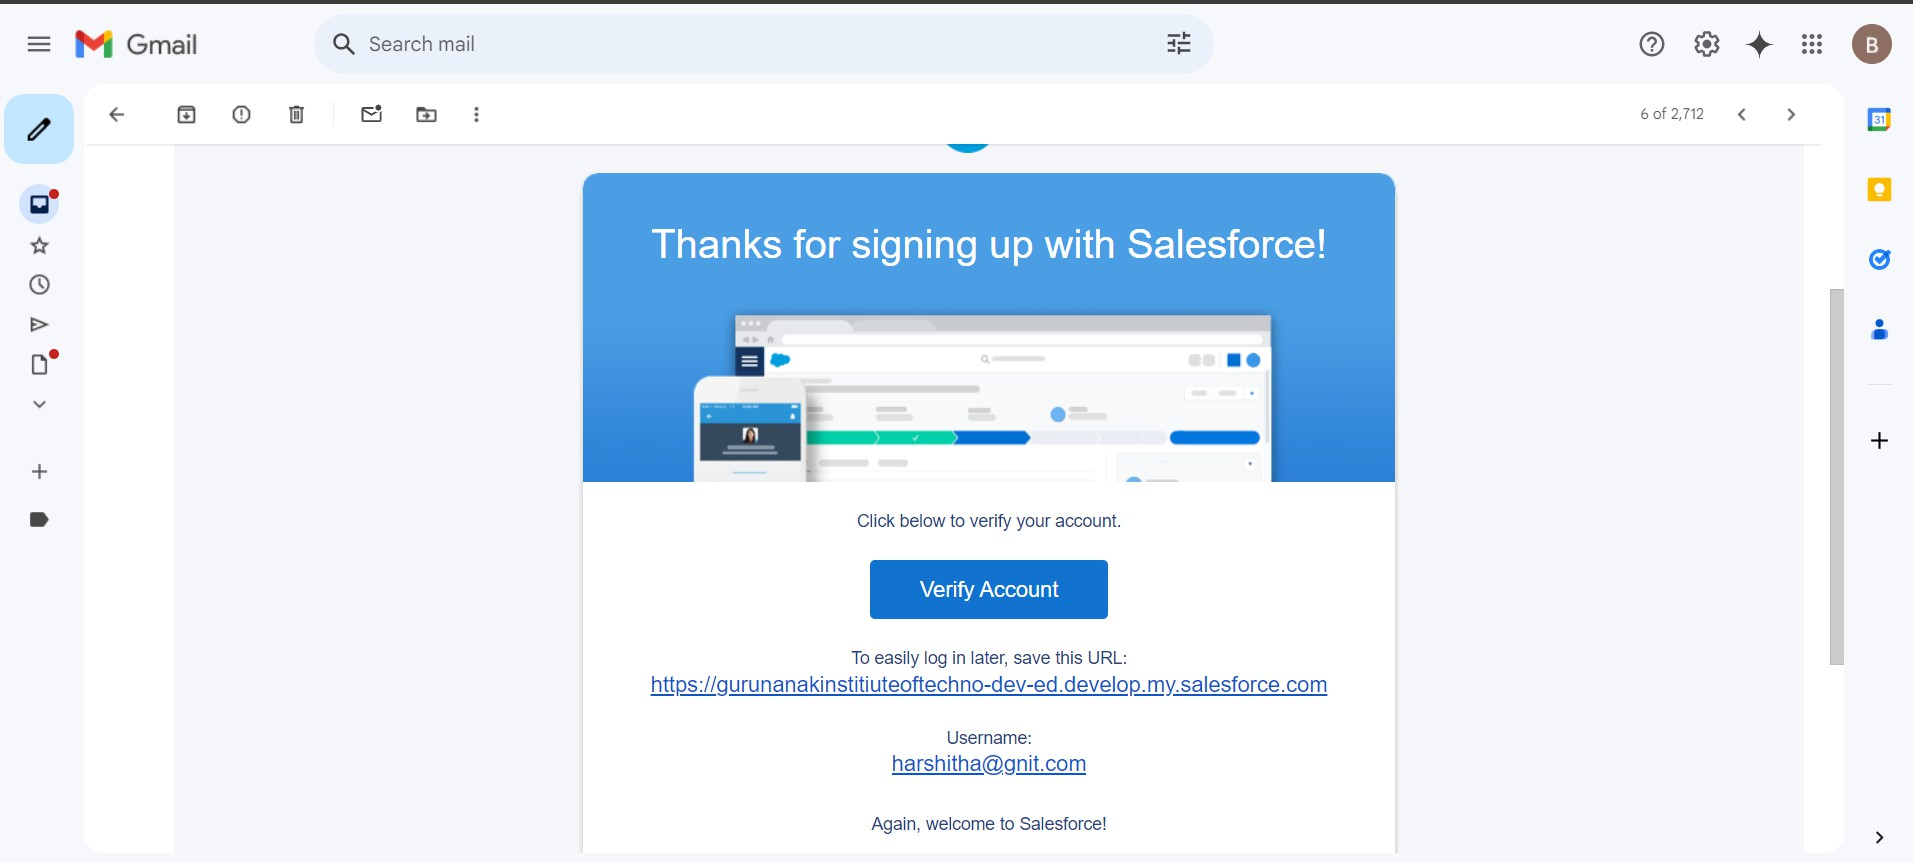 Gmail
Search mail
B
6 of 2,712
31
Thanks for signing up with Salesforce!
Click below to verify your account.
Verify Account
To easily log in later, save this URL:
https://gurunanakinstitiuteoftechno-dev-ed.develop.my.salesforce.com
Username:
harshitha@gnit.com
Again, welcome to Salesforce!